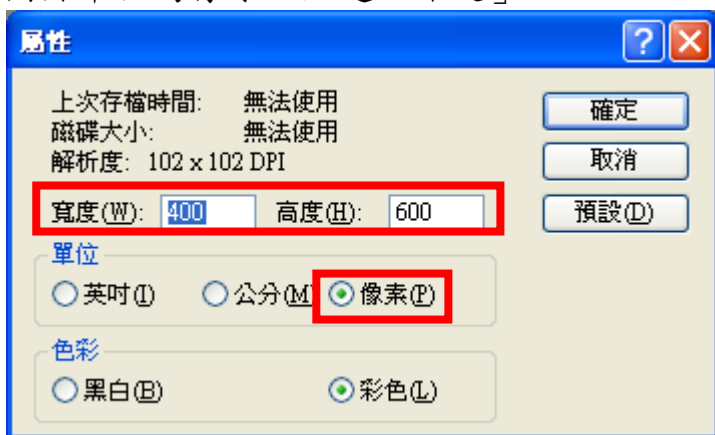 屬性
上次存檔時間: 無法使用
磁碟大小: 無法使用
解析度: 102 x 102 DPI
確定
取消
預設(D)
寬度(W): 400 高度(H): 600
單位
英吋(I) 公分(M 像素(P)
色彩
黑白(B) 彩色(L)